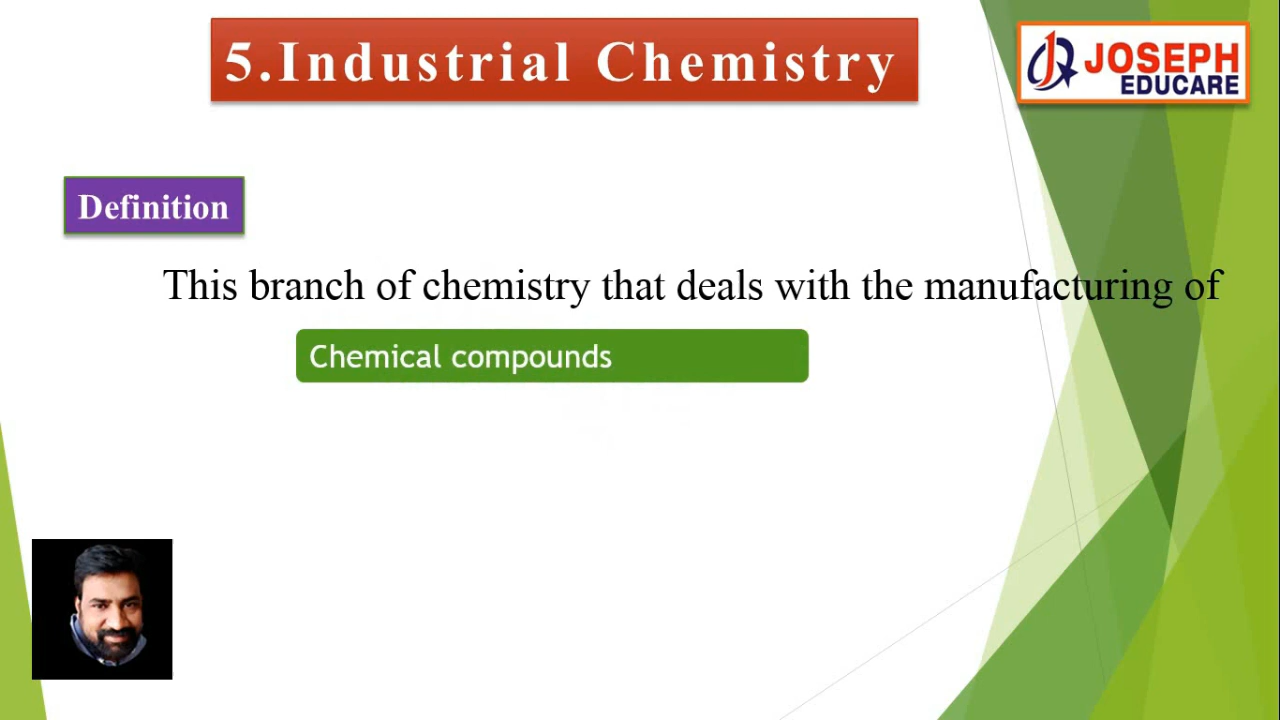 5.Industrial Chemistry
JOSEPH
EDUCARE
Definition
This branch of chemistry that deals with the manufacturing of
Chemical compounds